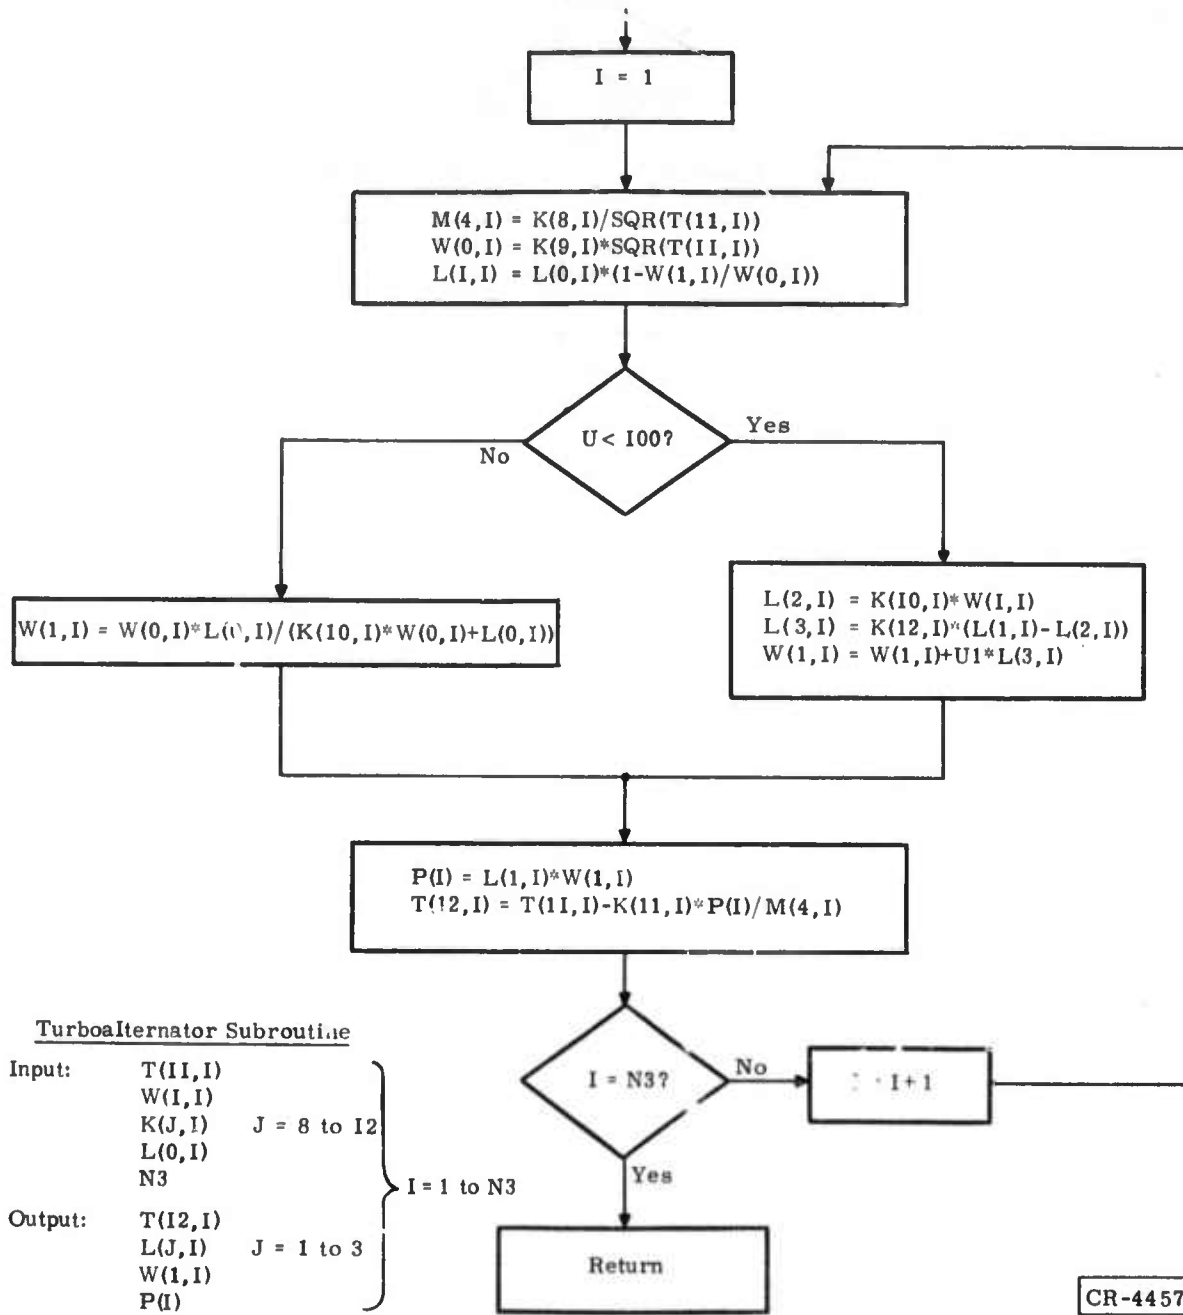 I = 1
M(4,I) = K(8,I)/SQR(T(11,I))
W(0,I) = K(9,I)*SQR(T(11,I))
L(1,I) = L(0,I)*(1-W(1,I)/W(0,I))
U < 100?
No
Yes
W(1,I) = W(0,I)*L(0,I)/(K(10,I)*W(0,I)+L(0,I))
L(2,I) = K(10,I)*W(1,I)
L(3,I) = K(12,I)*(L(1,I)-L(2,I))
W(1,I) = W(1,I)+U1*L(3,I)
P(I) = L(1,I)*W(1,I)
T(12,I) = T(11,I)-K(11,I)*P(I)/M(4,I)
I = N3?
No
I+1
Yes
Return
Turboalternator Subroutine
Input: T(11,I)
W(1,I)
K(J,I) J = 8 to 12
L(0,I)
N3
I = 1 to N3
Output: T(12,I)
L(J,I) J = 1 to 3
W(1,I)
P(I)
CR-4457